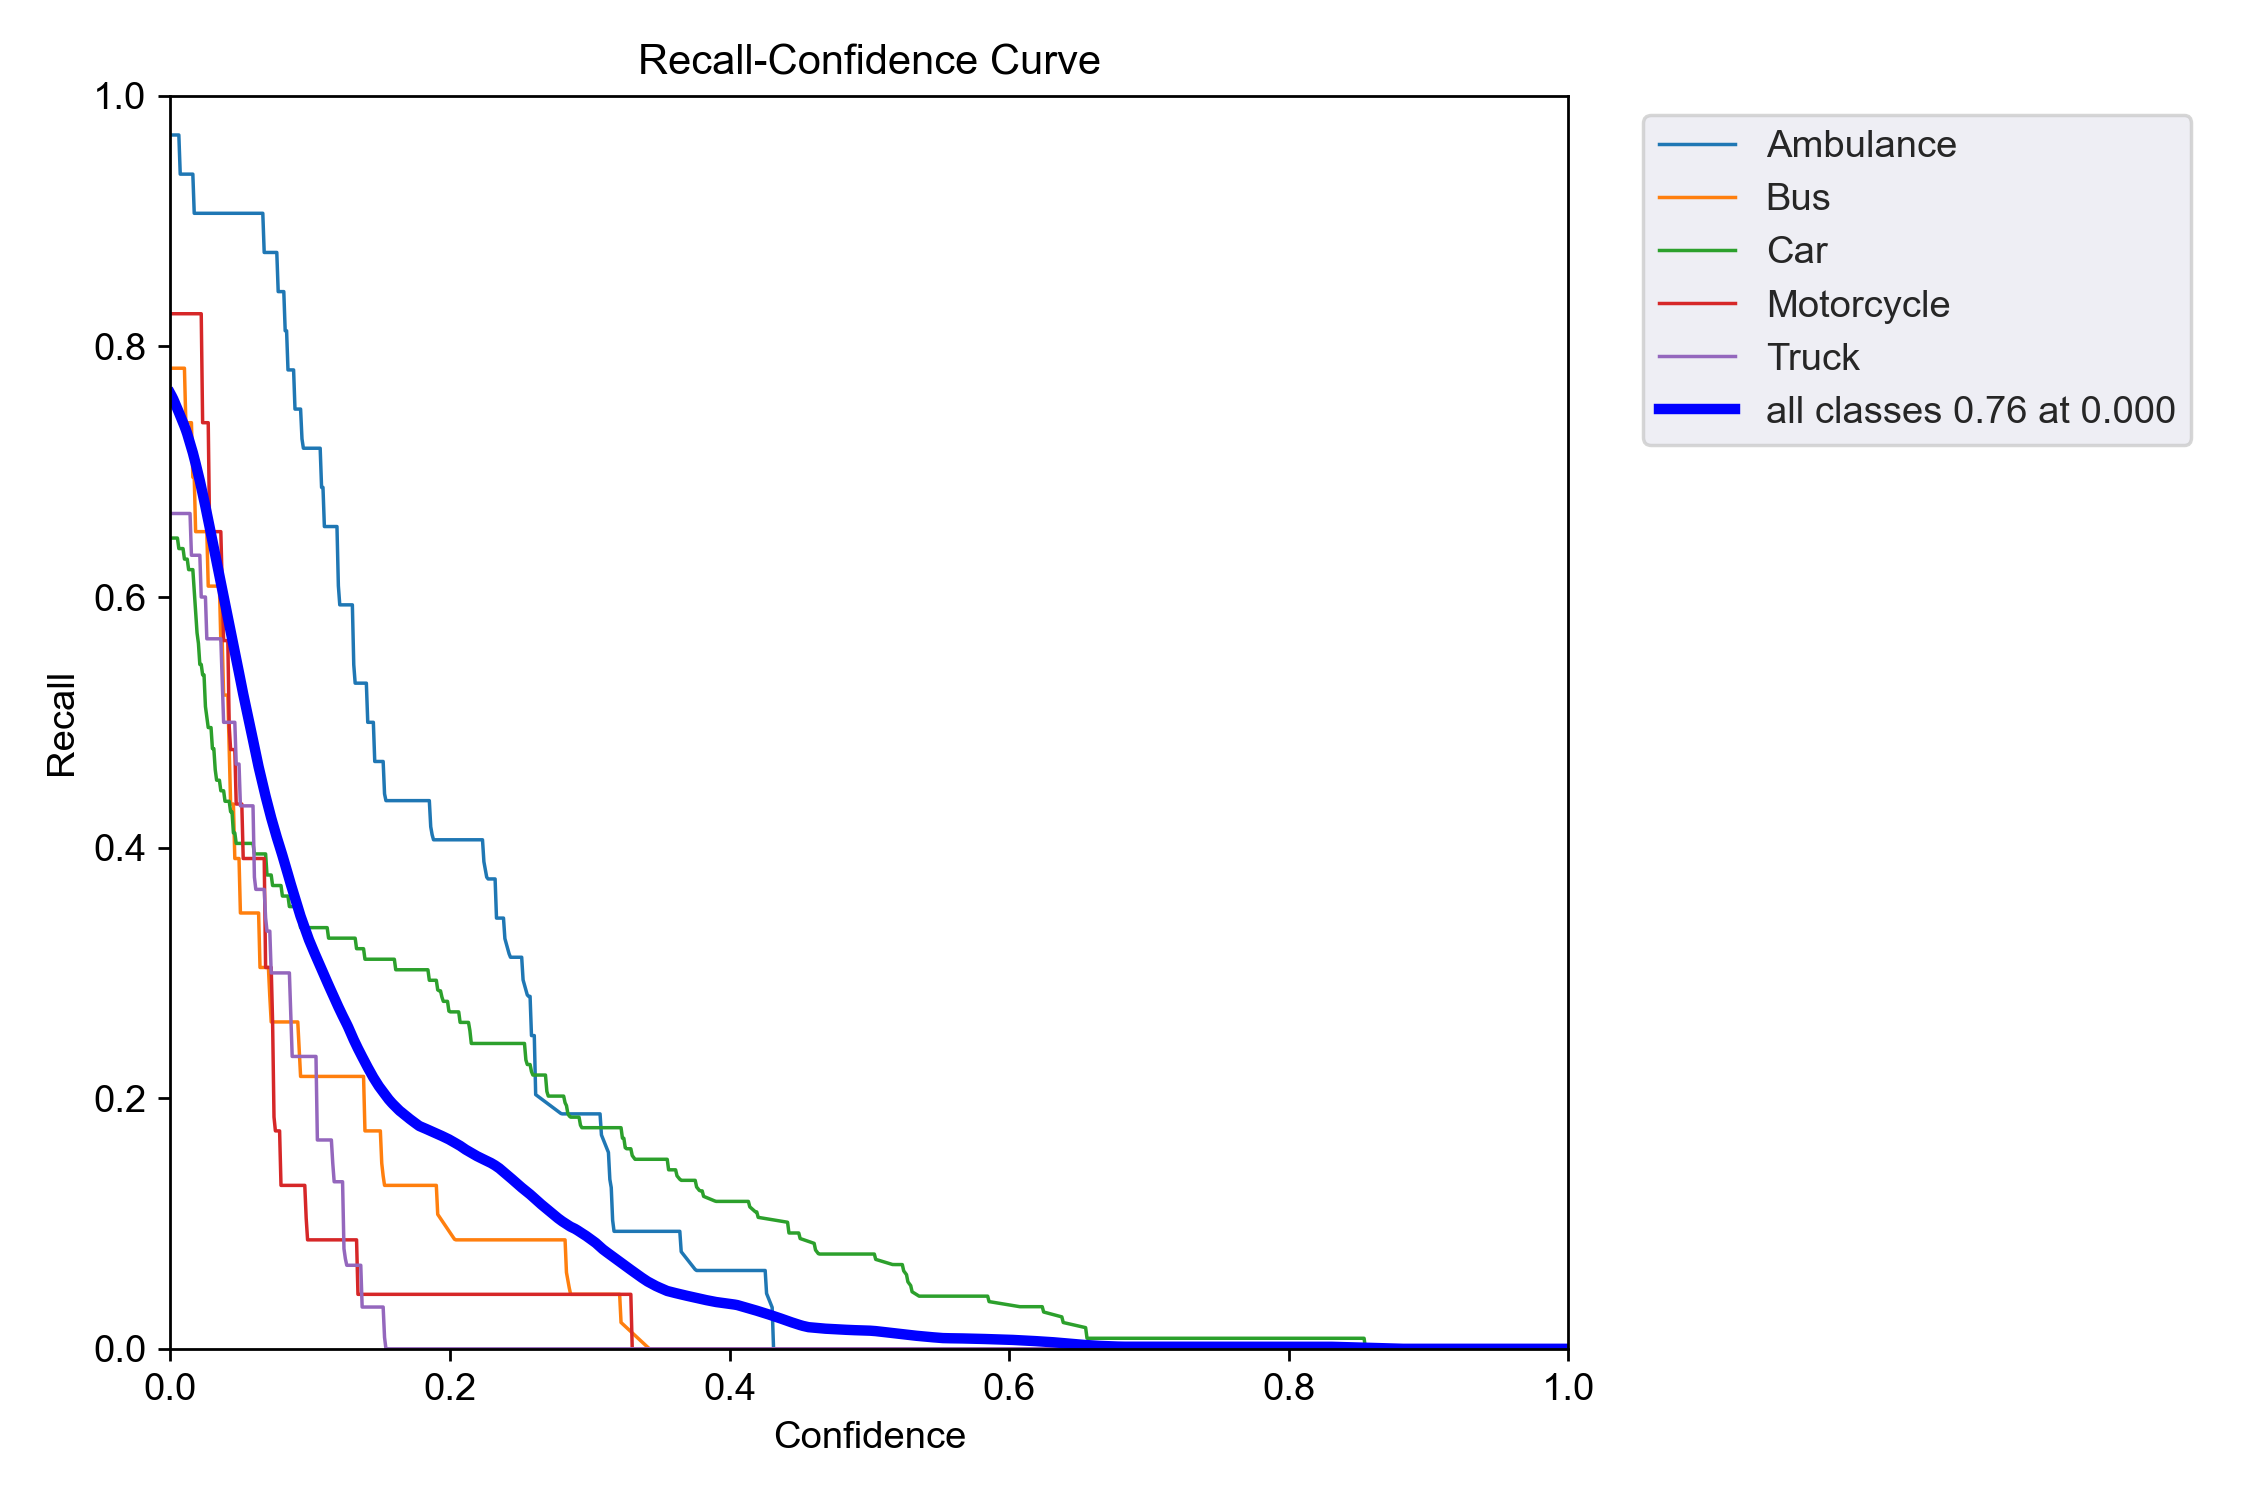 Recall-Confidence Curve
1.0
0.8
0.6
0.4
0.2
0.0
Recall
0.0 0.2 0.4 0.6 0.8 1.0
Confidence
Ambulance
Bus
Car
Motorcycle
Truck
all classes 0.76 at 0.000